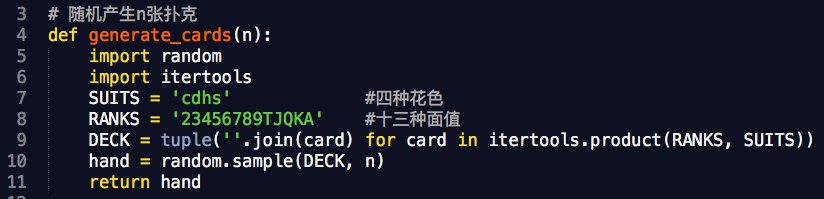 3 # 随机产生n张扑克
4 def generate_cards(n):
5     import random
6     import itertools
7     SUITS = 'cdhs'             #四种花色
8     RANKS = '23456789TJQKA'    #十三种面值
9     DECK = tuple(''.join(card) for card in itertools.product(RANKS, SUITS))
10     hand = random.sample(DECK, n)
11     return hand